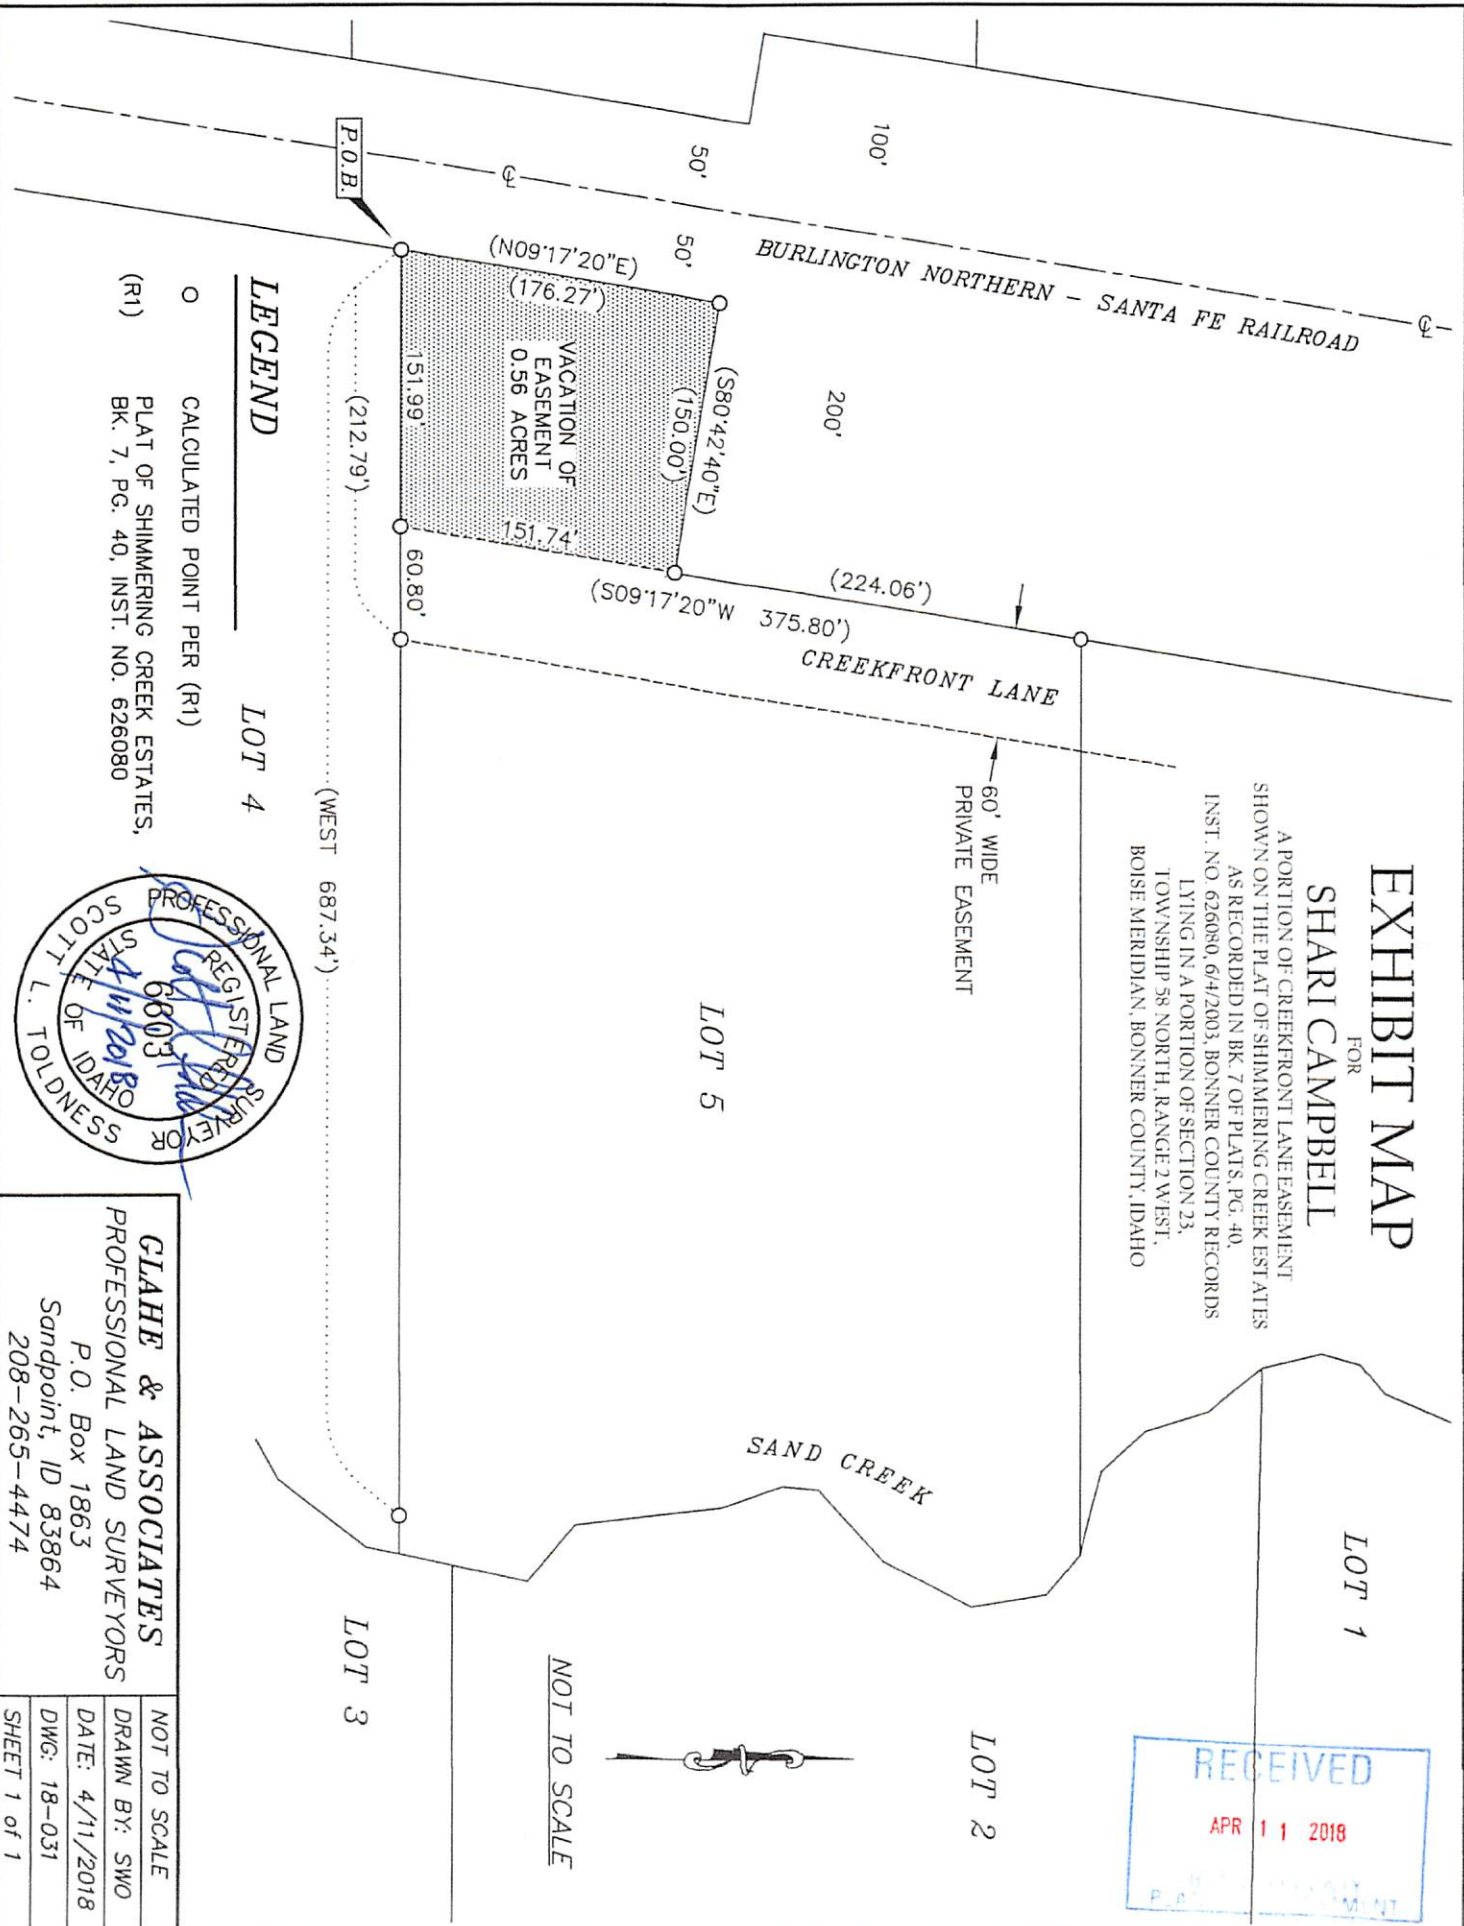 EXHIBIT MAP
FOR
SHARI CAMPBELL
A PORTION OF CREEKFRONT LANE EASEMENT
SHOWN ON THE PLAT OF SHIMMERING CREEK ESTATES
AS RECORDED IN BK. 7 OF PLATS, PG. 40,
INST. NO. 626080, 6/4/2003, BONNER COUNTY RECORDS
LYING IN A PORTION OF SECTION 23,
TOWNSHIP 58 NORTH, RANGE 2 WEST,
BOISE MERIDIAN, BONNER COUNTY, IDAHO
RECEIVED
APR 11 2018
LOT 1
LOT 2
LOT 3
LOT 4
LOT 5
SAND CREEK
NOT TO SCALE
BURLINGTON NORTHERN - SANTA FE RAILROAD
℄
℄
100'
50'
50'
200'
60' WIDE
PRIVATE EASEMENT
CREEKFRONT LANE
(224.06')
(S09°17'20"W 375.80')
(S80°42'40"E)
(150.00')
(N09°17'20"E)
(176.27')
VACATION OF
EASEMENT
0.56 ACRES
151.74'
151.99'
60.80'
P.O.B.
(212.79')
(WEST 687.34')
LEGEND
O CALCULATED POINT PER (R1)
(R1) PLAT OF SHIMMERING CREEK ESTATES,
BK. 7, PG. 40, INST. NO. 626080
PROFESSIONAL LAND SURVEYOR
REGISTERED
6603
4/11/2018
STATE OF IDAHO
SCOTT L. TOLDNESS
GLAHE & ASSOCIATES
PROFESSIONAL LAND SURVEYORS
P.O. Box 1863
Sandpoint, ID 83864
208-265-4474
NOT TO SCALE
DRAWN BY: SWO
DATE: 4/11/2018
DWG: 18-031
SHEET 1 of 1